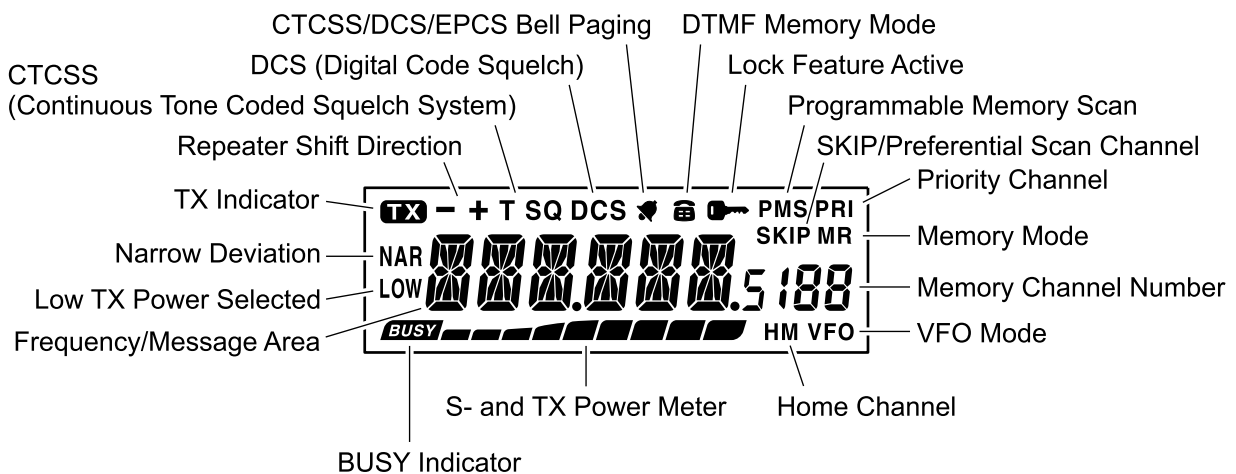 CTCSS/DCS/EPCS Bell Paging
DTMF Memory Mode
DCS (Digital Code Squelch)
Lock Feature Active
CTCSS
(Continuous Tone Coded Squelch System)
Programmable Memory Scan
Repeater Shift Direction
SKIP/Preferential Scan Channel
TX Indicator
Priority Channel
TX - + T SQ DCS PMS PRI
SKIP MR
Narrow Deviation
NAR
Memory Mode
Low TX Power Selected
LOW
5188
Memory Channel Number
Frequency/Message Area
BUSY
HM VFO
VFO Mode
S- and TX Power Meter
Home Channel
BUSY Indicator